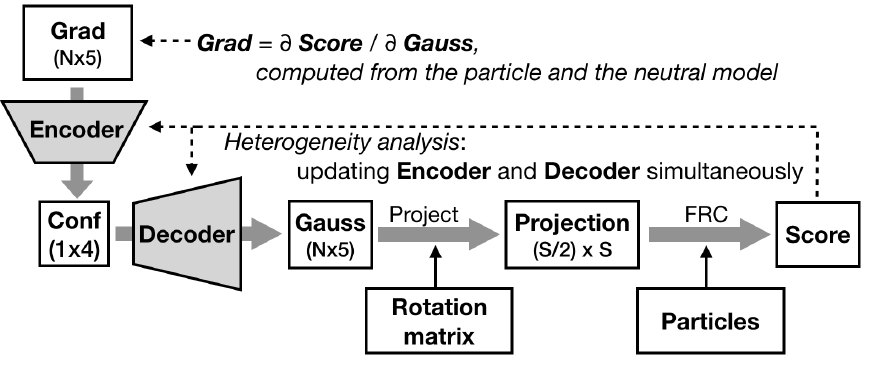 Grad
(Nx5)
Grad = ∂ Score / ∂ Gauss,
computed from the particle and the neutral model
Encoder
Heterogeneity analysis:
updating Encoder and Decoder simultaneously
Conf
(1x4)
Decoder
Gauss
(Nx5)
Project
Projection
(S/2) x S
FRC
Score
Rotation
matrix
Particles